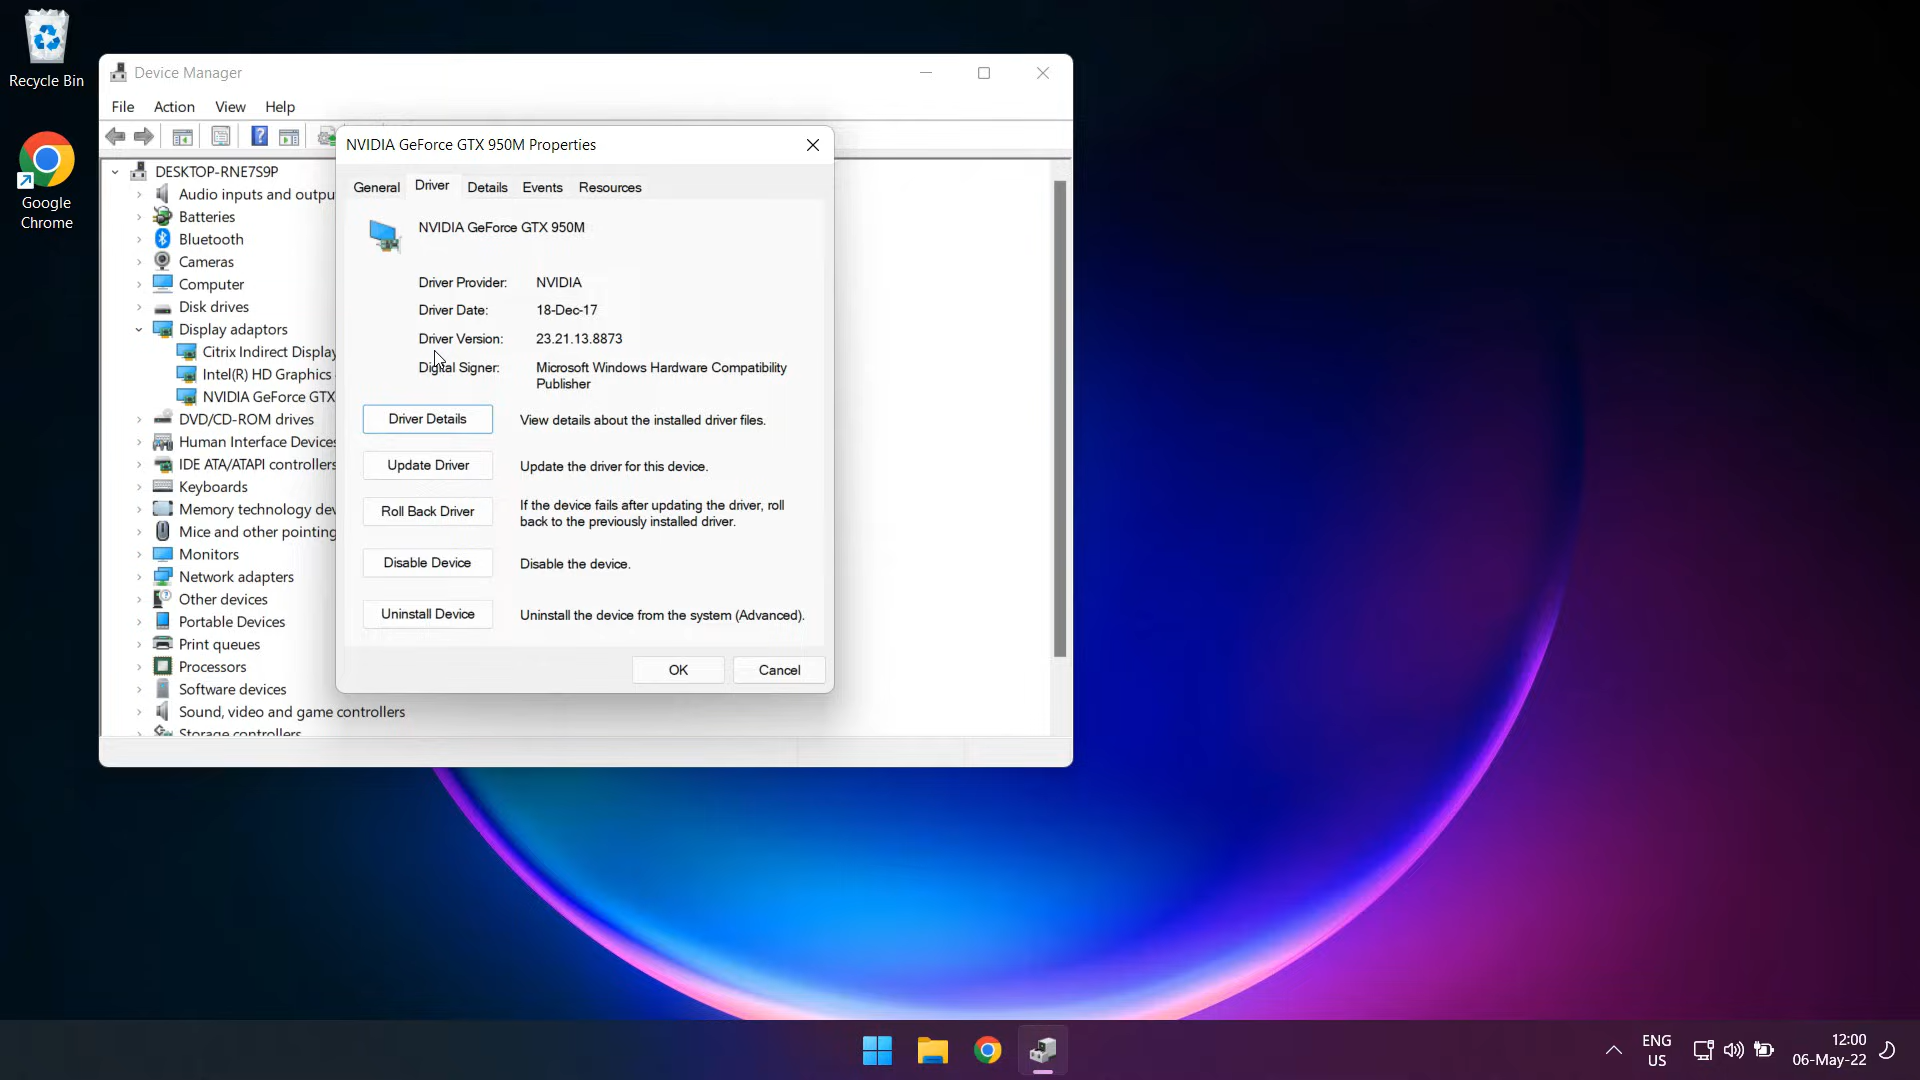 Recycle Bin
Google
Chrome
Device Manager
File Action View Help
DESKTOP-RNE7S9P
Audio inputs and outpu
Batteries
Bluetooth
Cameras
Computer
Disk drives
Display adaptors
Citrix Indirect Display
Intel(R) HD Graphics
NVIDIA GeForce GTX
DVD/CD-ROM drives
Human Interface Devices
IDE ATA/ATAPI controllers
Keyboards
Memory technology dev
Mice and other pointing
Monitors
Network adapters
Other devices
Portable Devices
Print queues
Processors
Software devices
Sound, video and game controllers
Storage controllers
NVIDIA GeForce GTX 950M Properties
General Driver Details Events Resources
NVIDIA GeForce GTX 950M
Driver Provider: NVIDIA
Driver Date: 18-Dec-17
Driver Version: 23.21.13.8873
Digital Signer: Microsoft Windows Hardware Compatibility
Publisher
Driver Details View details about the installed driver files.
Update Driver Update the driver for this device.
Roll Back Driver If the device fails after updating the driver, roll
back to the previously installed driver.
Disable Device Disable the device.
Uninstall Device Uninstall the device from the system (Advanced).
OK Cancel
ENG
US
12:00
06-May-22